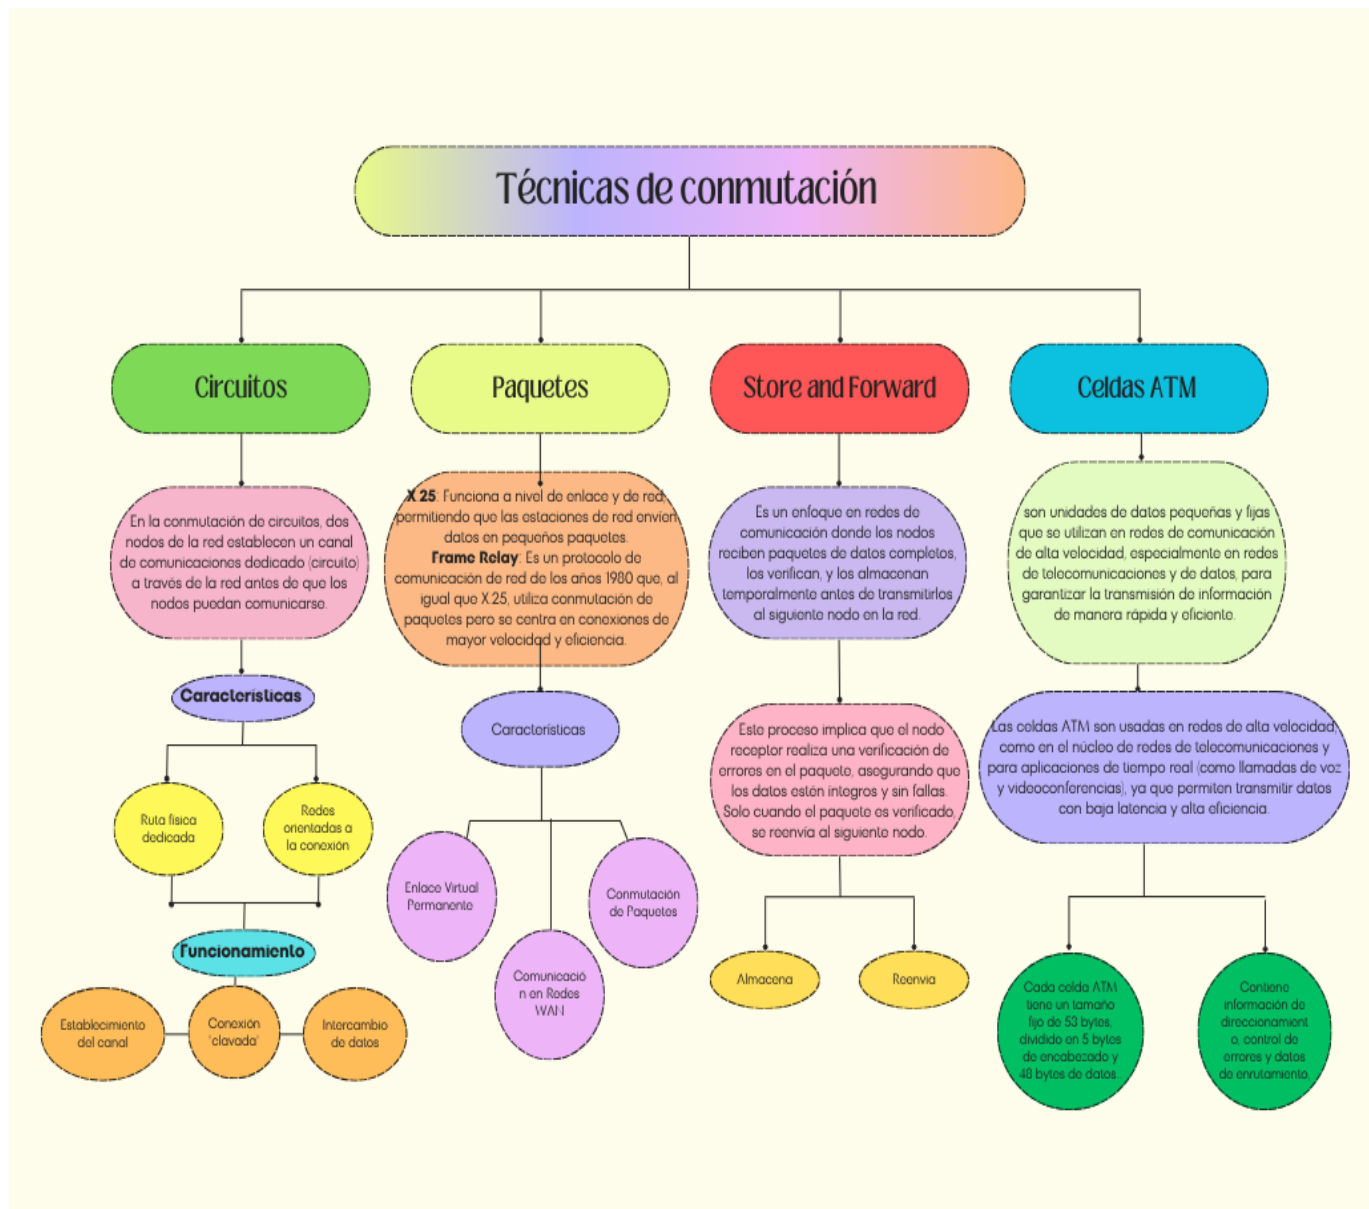 Técnicas de conmutación
Circuitos
Paquetes
Store and Forward
Celdas ATM
En la conmutación de circuitos, dos
nodos de la red establecen un canal
de comunicaciones dedicado (circuito)
a través de la red antes de que los
nodos puedan comunicarse.
Características
Ruta física
dedicada
Redes
orientadas a
la conexión
Funcionamiento
Establecimiento
del canal
Conexión
"clavada"
Intercambio
de datos
X.25: Funciona a nivel de enlace y de red,
permitiendo que las estaciones de red envíen
datos en pequeños paquetes.
Frame Relay: Es un protocolo de
comunicación de red de los años 1980 que, al
igual que X.25, utiliza conmutación de
paquetes pero se centra en conexiones de
mayor velocidad y eficiencia.
Características
Enlace Virtual
Permanente
Comunicació
n en Redes
WAN
Conmutación
de Paquetes
Es un enfoque en redes de
comunicación donde los nodos
reciben paquetes de datos completos,
los verifican, y los almacenan
temporalmente antes de transmitirlos
al siguiente nodo en la red.
Este proceso implica que el nodo
receptor realiza una verificación de
errores en el paquete, asegurando que
los datos estén íntegros y sin fallas.
Solo cuando el paquete es verificado,
se reenvía al siguiente nodo.
Almacena
Reenvia
son unidades de datos pequeñas y fijas
que se utilizan en redes de comunicación
de alta velocidad, especialmente en redes
de telecomunicaciones y de datos, para
garantizar la transmisión de información
de manera rápida y eficiente.
Las celdas ATM son usadas en redes de alta velocidad,
como en el núcleo de redes de telecomunicaciones y
para aplicaciones de tiempo real (como llamadas de voz
y videoconferencias), ya que permiten transmitir datos
con baja latencia y alta eficiencia.
Cada celda ATM
tiene un tamaño
fijo de 53 bytes,
dividido en 5 bytes
de encabezado y
48 bytes de datos.
Contiene
información de
direccionamient
o, control de
errores y datos
de enrutamiento.